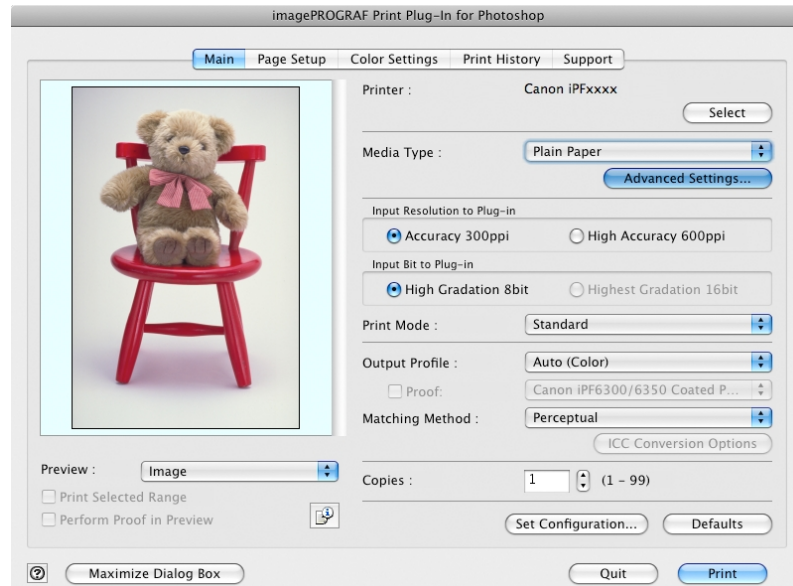 imagePROGRAF Print Plug-In for Photoshop
Main Page Setup Color Settings Print History Support
Printer : Canon iPFxxxx
Select
Media Type : Plain Paper
Advanced Settings...
Input Resolution to Plug-in
Accuracy 300ppi High Accuracy 600ppi
Input Bit to Plug-in
High Gradation 8bit Highest Gradation 16bit
Print Mode : Standard
Output Profile : Auto (Color)
Proof: Canon iPF6300/6350 Coated P...
Matching Method : Perceptual
ICC Conversion Options
Preview : Image
Print Selected Range
Perform Proof in Preview
Copies : 1 (1 - 99)
Set Configuration... Defaults
? Maximize Dialog Box Quit Print